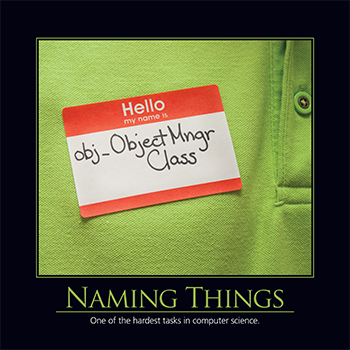 Hello
my name is
obj_ObjectMngr
Class
NAMING THINGS
One of the hardest tasks in computer science.